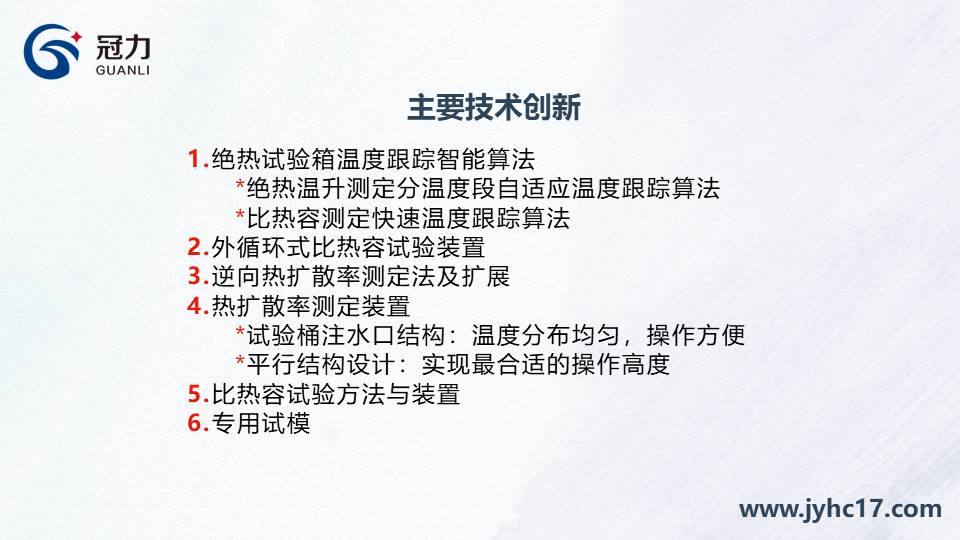 冠力
GUANLI
主要技术创新
1.绝热试验箱温度跟踪智能算法
*绝热温升测定分温度段自适应温度跟踪算法
*比热容测定快速温度跟踪算法
2.外循环式比热容试验装置
3.逆向热扩散率测定法及扩展
4.热扩散率测定装置
*试验桶注水口结构：温度分布均匀，操作方便
*平行结构设计：实现最合适的操作高度
5.比热容试验方法与装置
6.专用试模
www.jyhc17.com